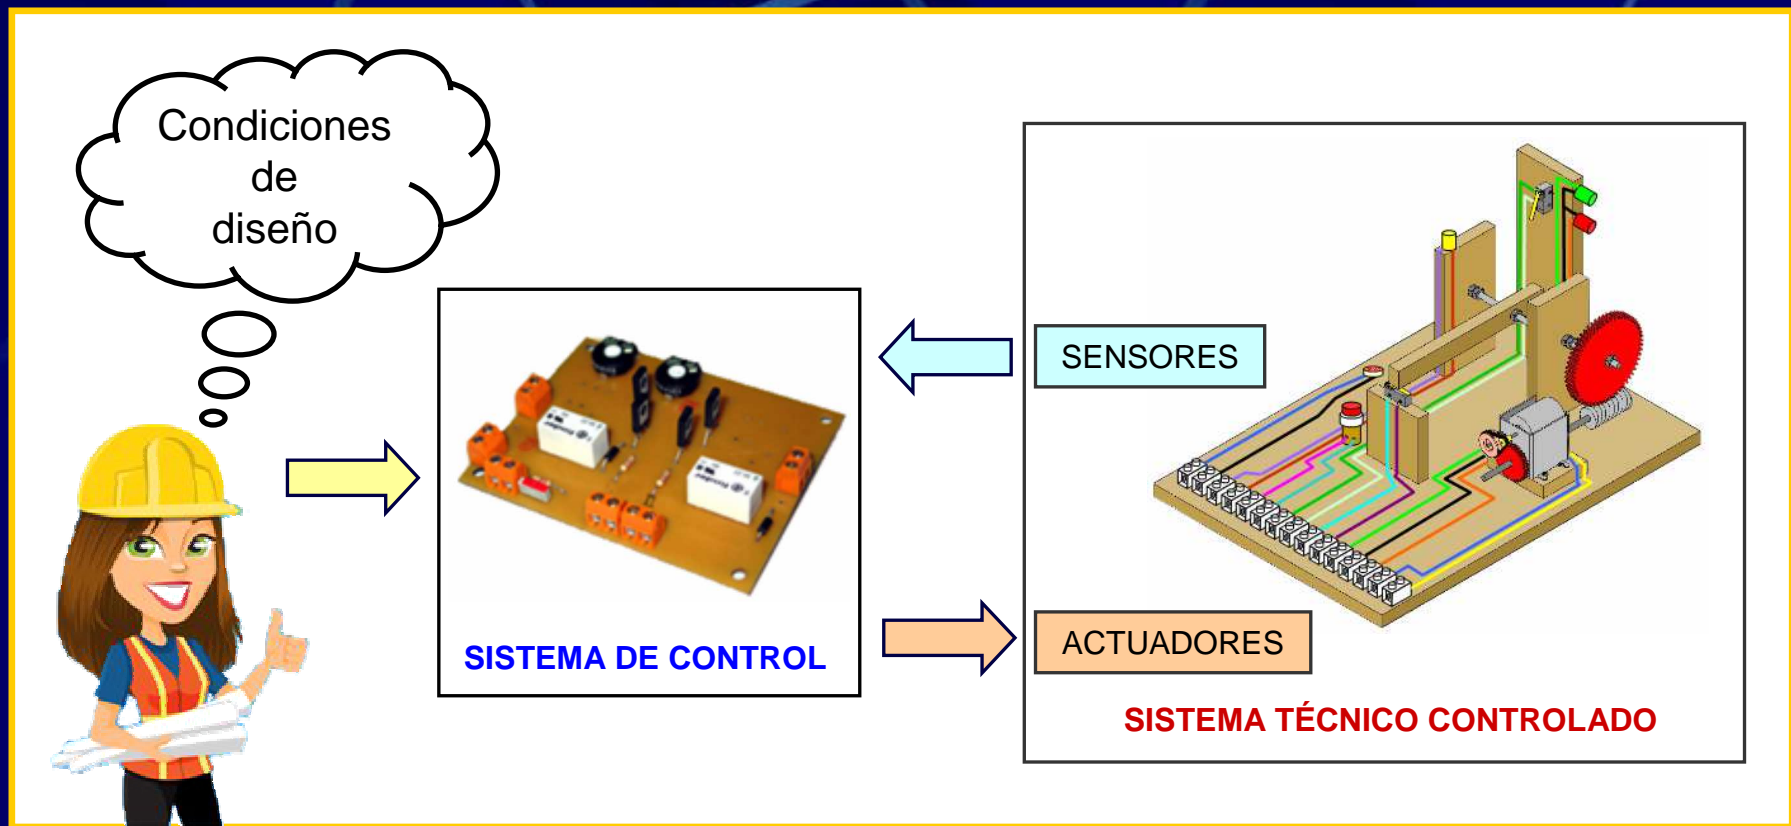 Condiciones
de
diseño
SENSORES
SISTEMA DE CONTROL
ACTUADORES
SISTEMA TÉCNICO CONTROLADO